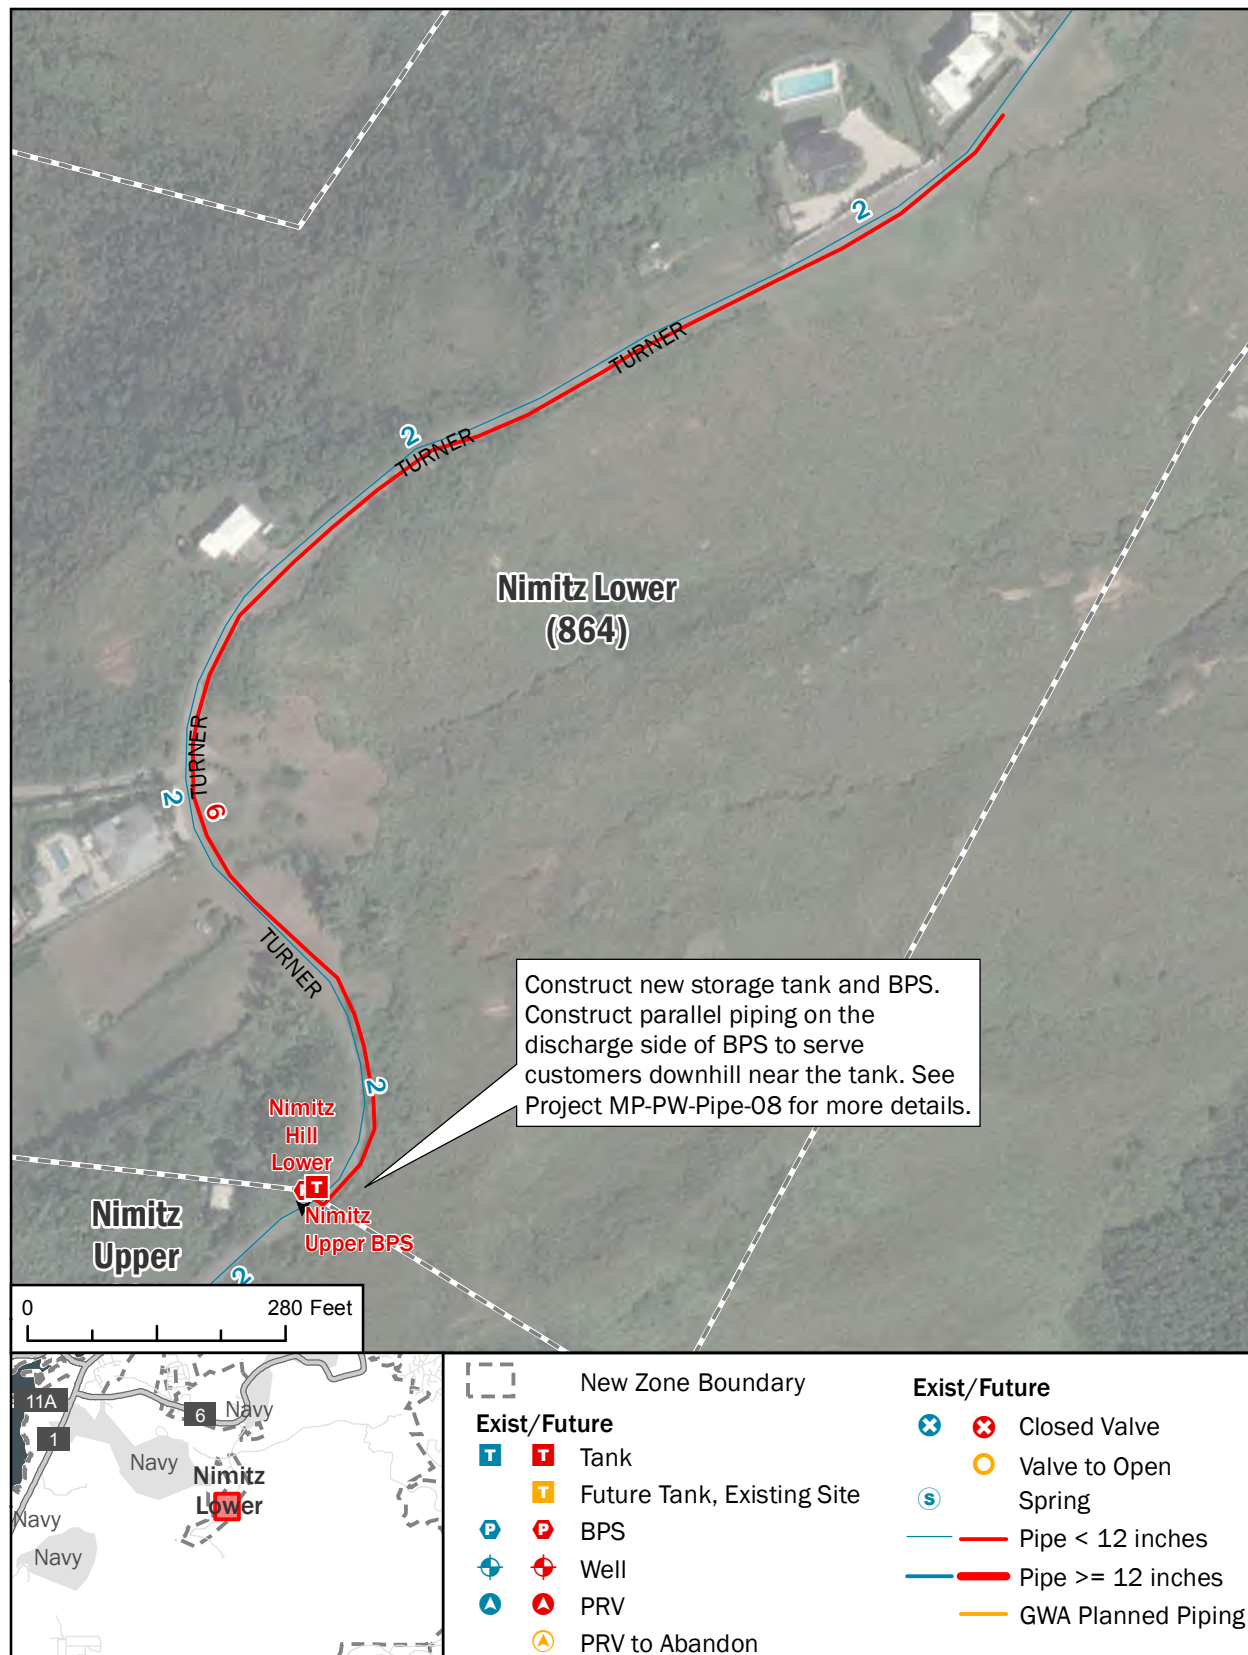 2
TURNER
2
TURNER
Nimitz Lower
(864)
TURNER
2
6
TURNER
Construct new storage tank and BPS.
Construct parallel piping on the
discharge side of BPS to serve
customers downhill near the tank. See
Project MP-PW-Pipe-08 for more details.
2
Nimitz
Hill
Lower
T
Nimitz
Upper BPS
Nimitz
Upper
2
0 280 Feet
11A
1
6
Navy
Navy
Nimitz
Lower
Navy
Navy
New Zone Boundary
Exist/Future
T T Tank
T Future Tank, Existing Site
P P BPS
Well
PRV
PRV to Abandon
Exist/Future
Closed Valve
Valve to Open
S Spring
Pipe < 12 inches
Pipe >= 12 inches
GWA Planned Piping